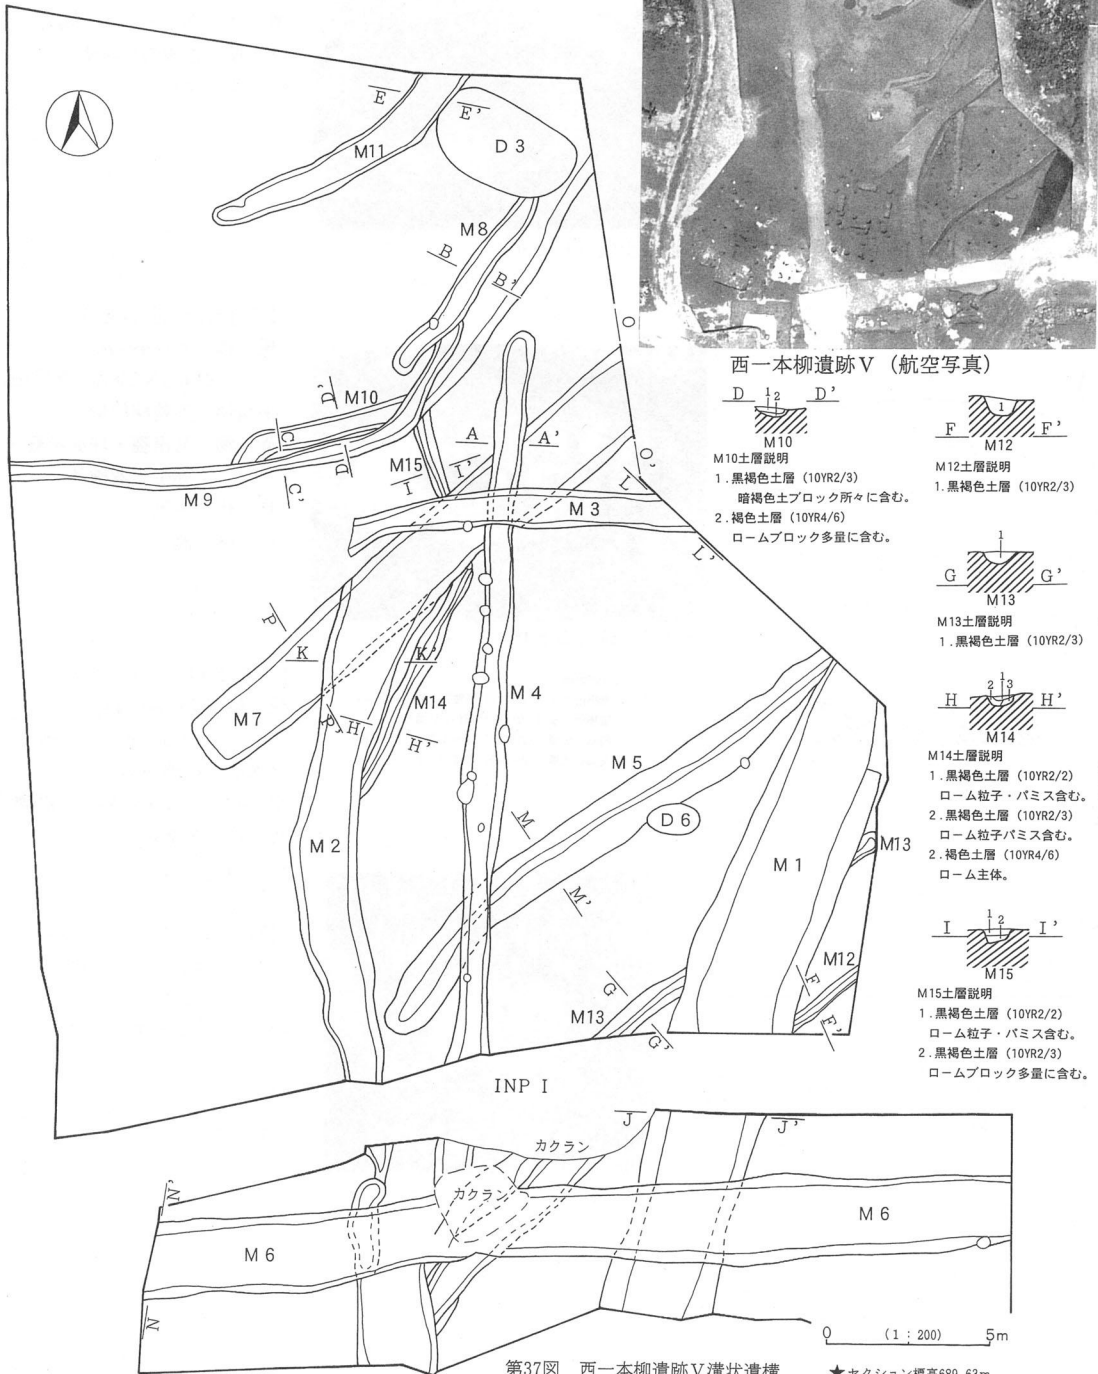 E
E'
D 3
M11
M8
B
B'
O
西一本柳遺跡Ⅴ（航空写真）
D 1 2 D'
M10
M10土層説明
1．黒褐色土層（10YR2/3）
暗褐色土ブロック所々に含む。
2．褐色土層（10YR4/6）
ロームブロック多量に含む。
1
F F'
M12
M12土層説明
1．黒褐色土層（10YR2/3）
1
G G'
M13
M13土層説明
1．黒褐色土層（10YR2/3）
2 1 3
H H'
M14
M14土層説明
1．黒褐色土層（10YR2/2）
ローム粒子・パミス含む。
2．黒褐色土層（10YR2/3）
ローム粒子パミス含む。
2．褐色土層（10YR4/6）
ローム主体。
1 2
I I'
M15
M15土層説明
1．黒褐色土層（10YR2/2）
ローム粒子・パミス含む。
2．黒褐色土層（10YR2/3）
ロームブロック多量に含む。
D'
M10
C
D
C'
M9
M15
I
I'
A
A'
O'
L
M 3
L'
P
K
K'
M14
M7
P'
H
H'
M 4
M 5
M
D 6
M'
M 2
M 1
M13
M12
F
F'
G
M13
G'
INP I
J
J'
カクラン
カクラン
N'
M 6
M 6
N
0 (1：200) 5m
第37図　西一本柳遺跡Ⅴ溝状遺構
★セクション標高689.63m